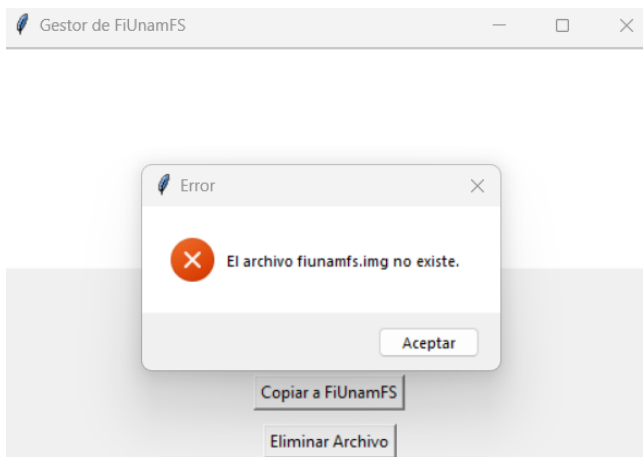 Gestor de FiUnamFS
Error
El archivo fiunamfs.img no existe.
Aceptar
Copiar a FiUnamFS
Eliminar Archivo